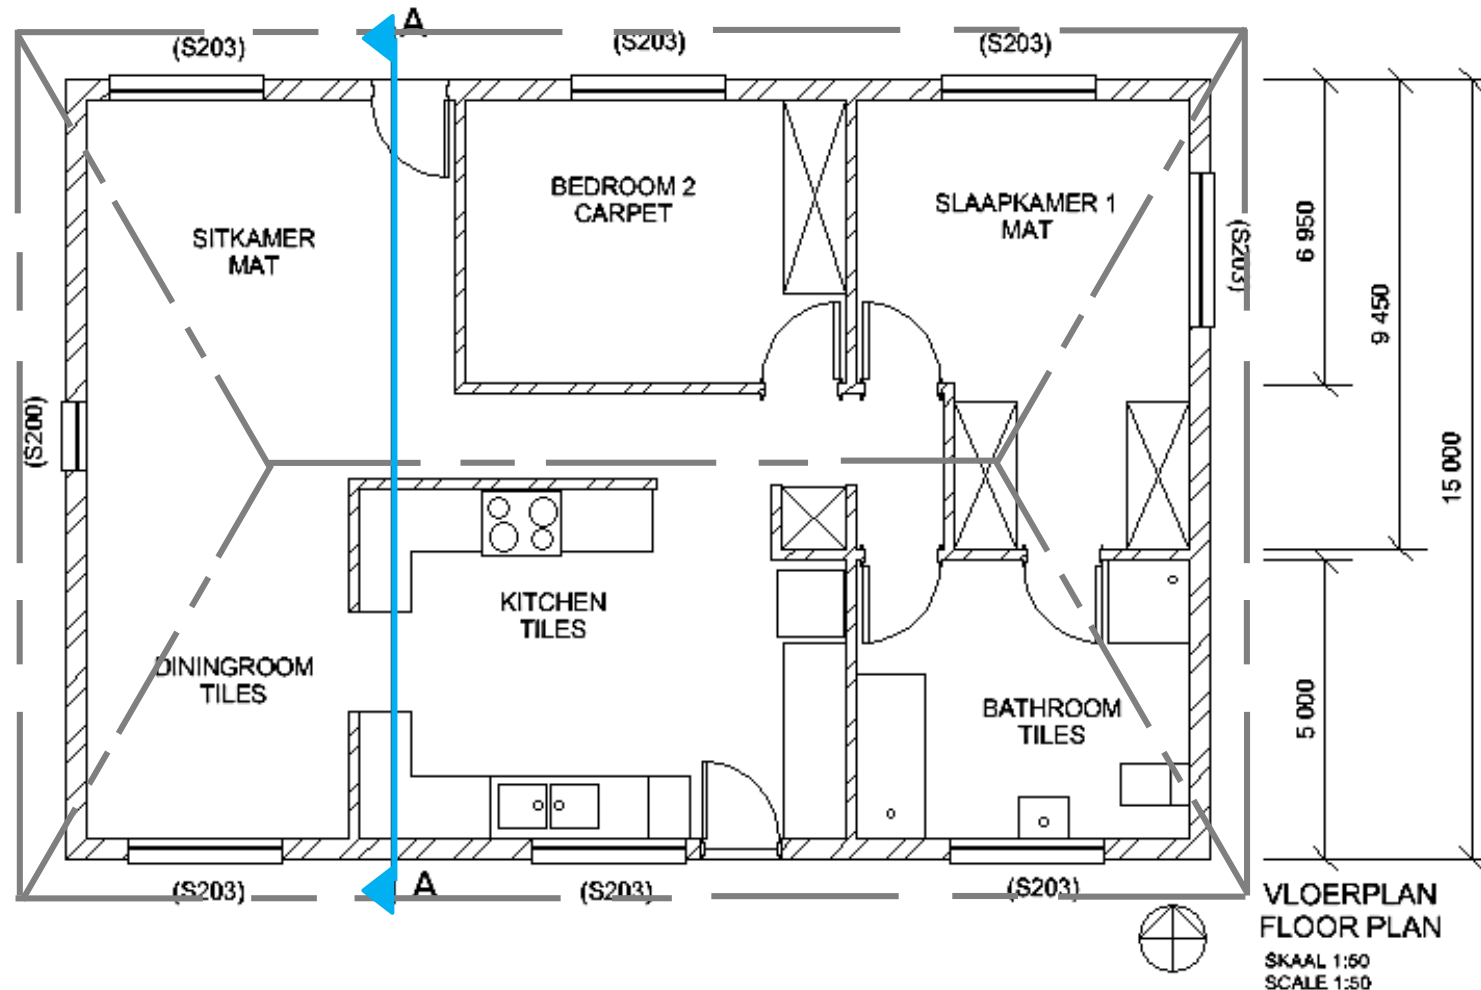 A
(S203)
(S203)
(S203)
BEDROOM 2
CARPET
SLAAPKAMER 1
MAT
SITKAMER
MAT
(S203)
6 950
9 450
(S200)
15 000
KITCHEN
TILES
DININGROOM
TILES
5 000
BATHROOM
TILES
(S203)
A
(S203)
(S203)
VLOERPLAN
FLOOR PLAN
SKAAL 1:50
SCALE 1:50